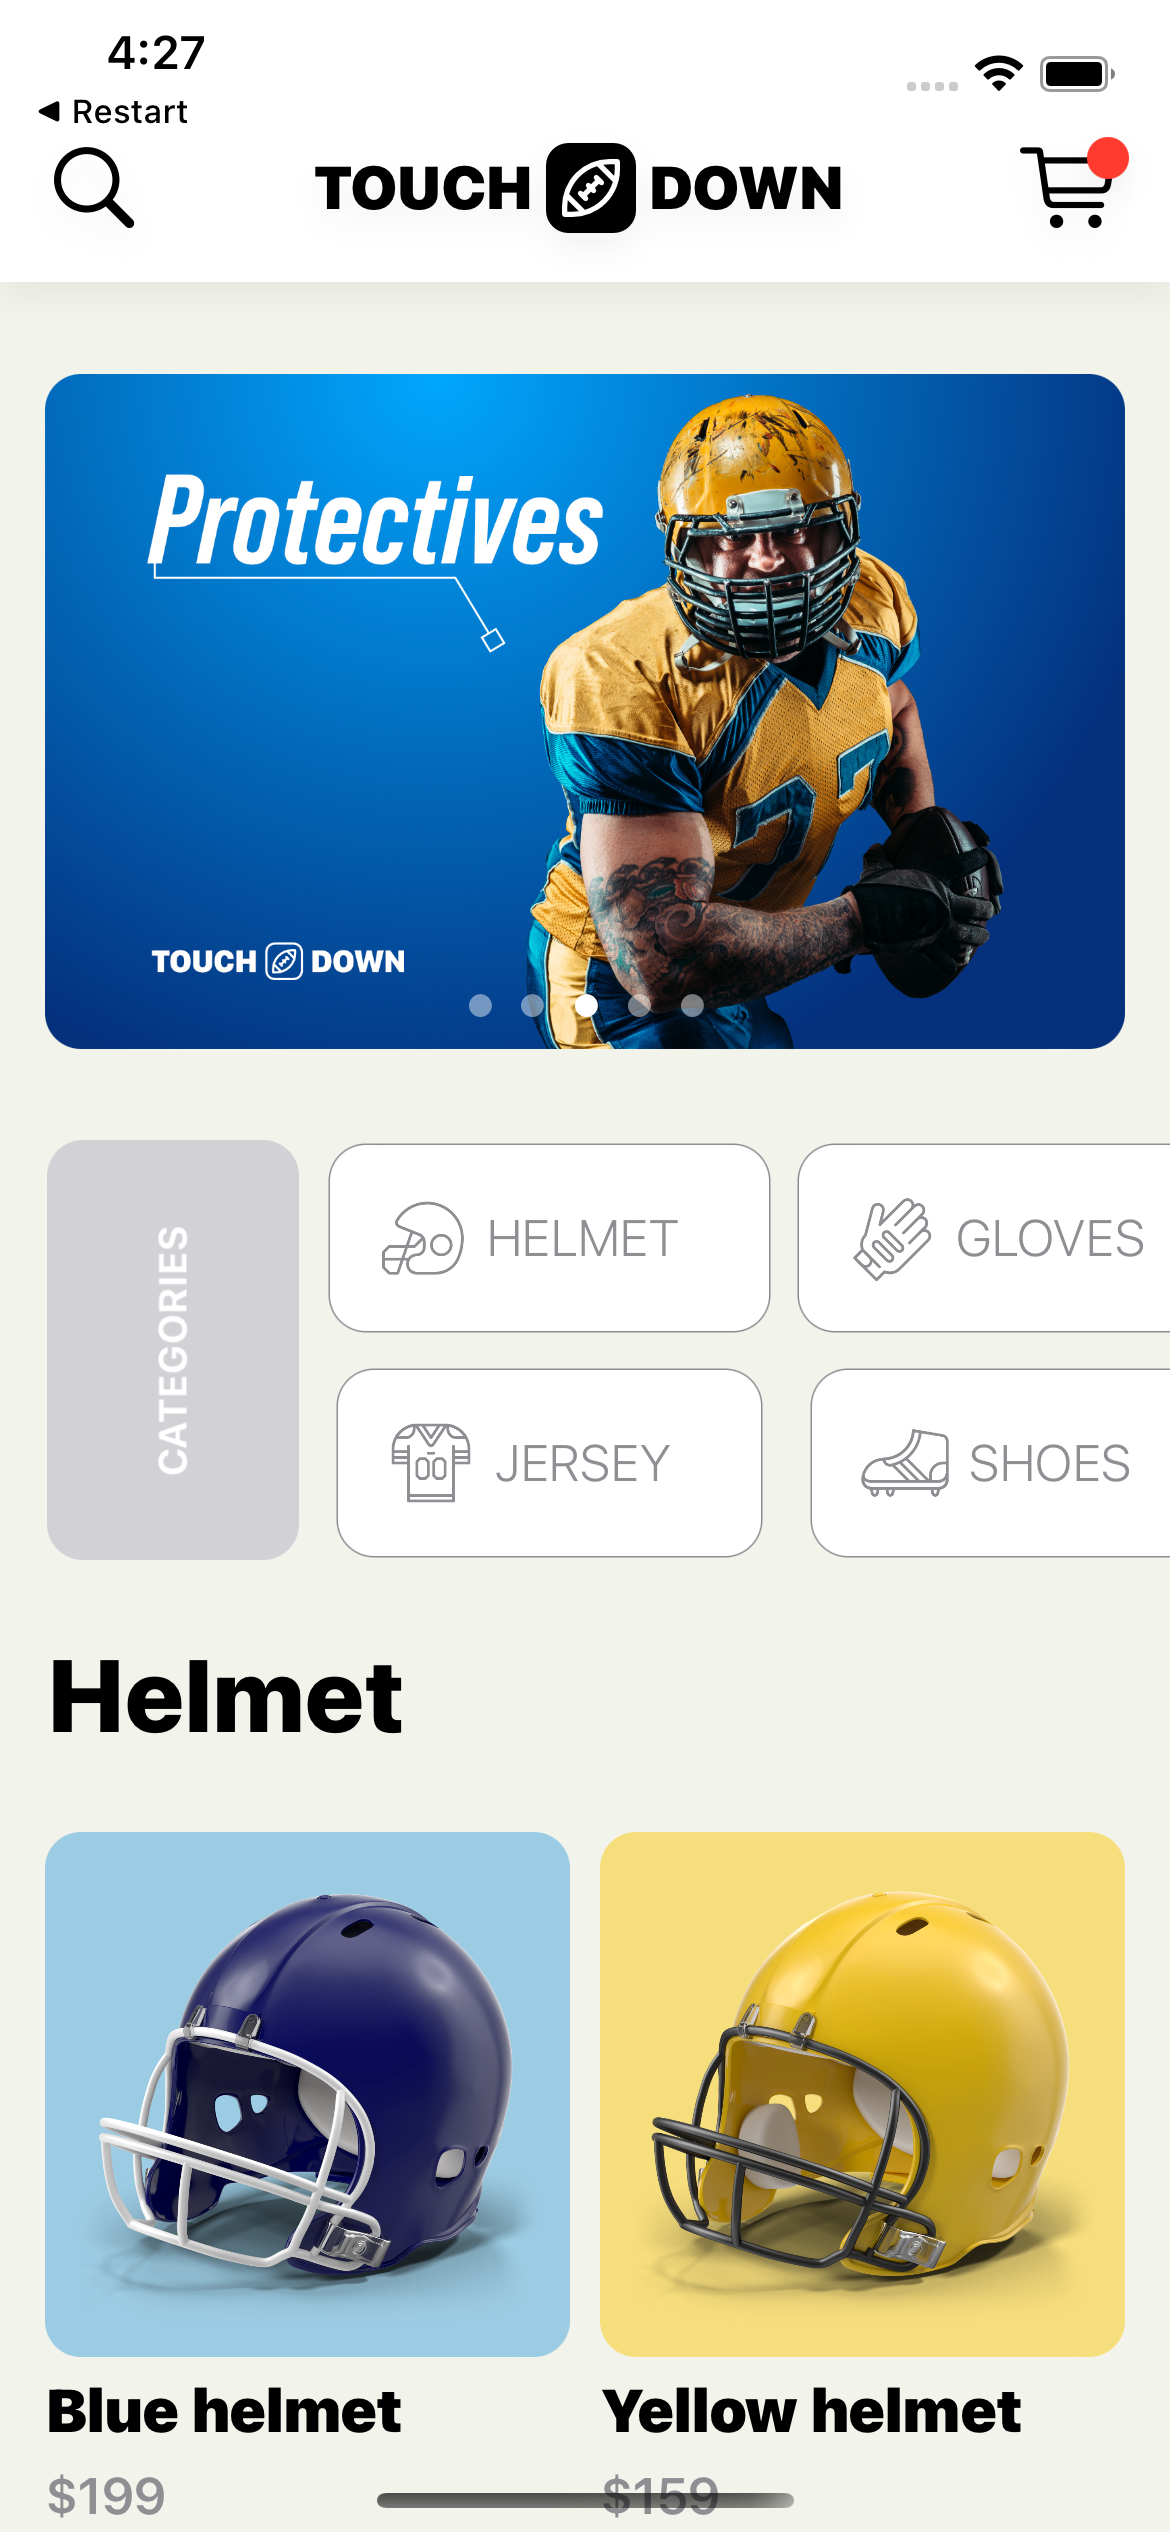 4:27
◀ Restart
TOUCH DOWN
Protectives
TOUCH DOWN
CATEGORIES
HELMET
GLOVES
JERSEY
00
SHOES
Helmet
Blue helmet
Yellow helmet
$199
$159